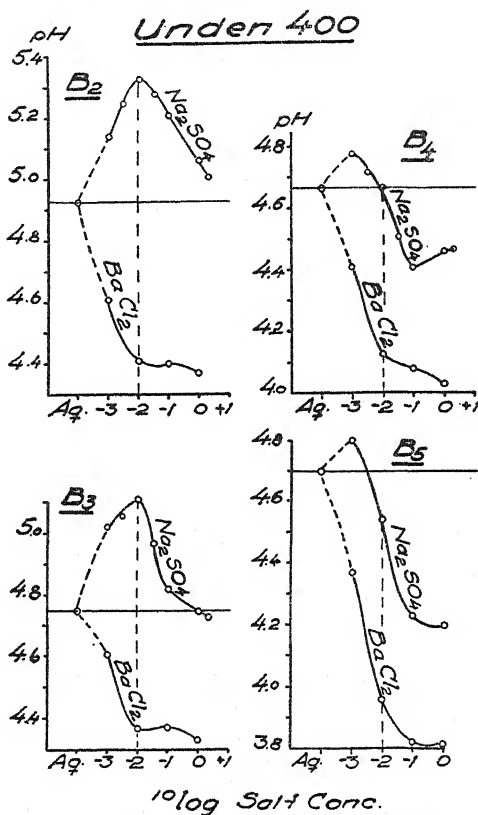 Unden 400
pH
B2
5.4
5.2
5.0
4.8
4.6
4.4
Na2SO4
BaCl2
Aq. -3 -2 -1 0 +1
pH
B4
4.8
4.6
4.4
4.2
4.0
Na2SO4
BaCl2
Aq. -3 -2 -1 0 +1
B3
5.0
4.8
4.6
4.4
Na2SO4
BaCl2
Aq. -3 -2 -1 0 +1
B5
4.8
4.6
4.4
4.2
4.0
3.8
Na2SO4
BaCl2
Aq. -3 -2 -1 0
10log Salt Conc.